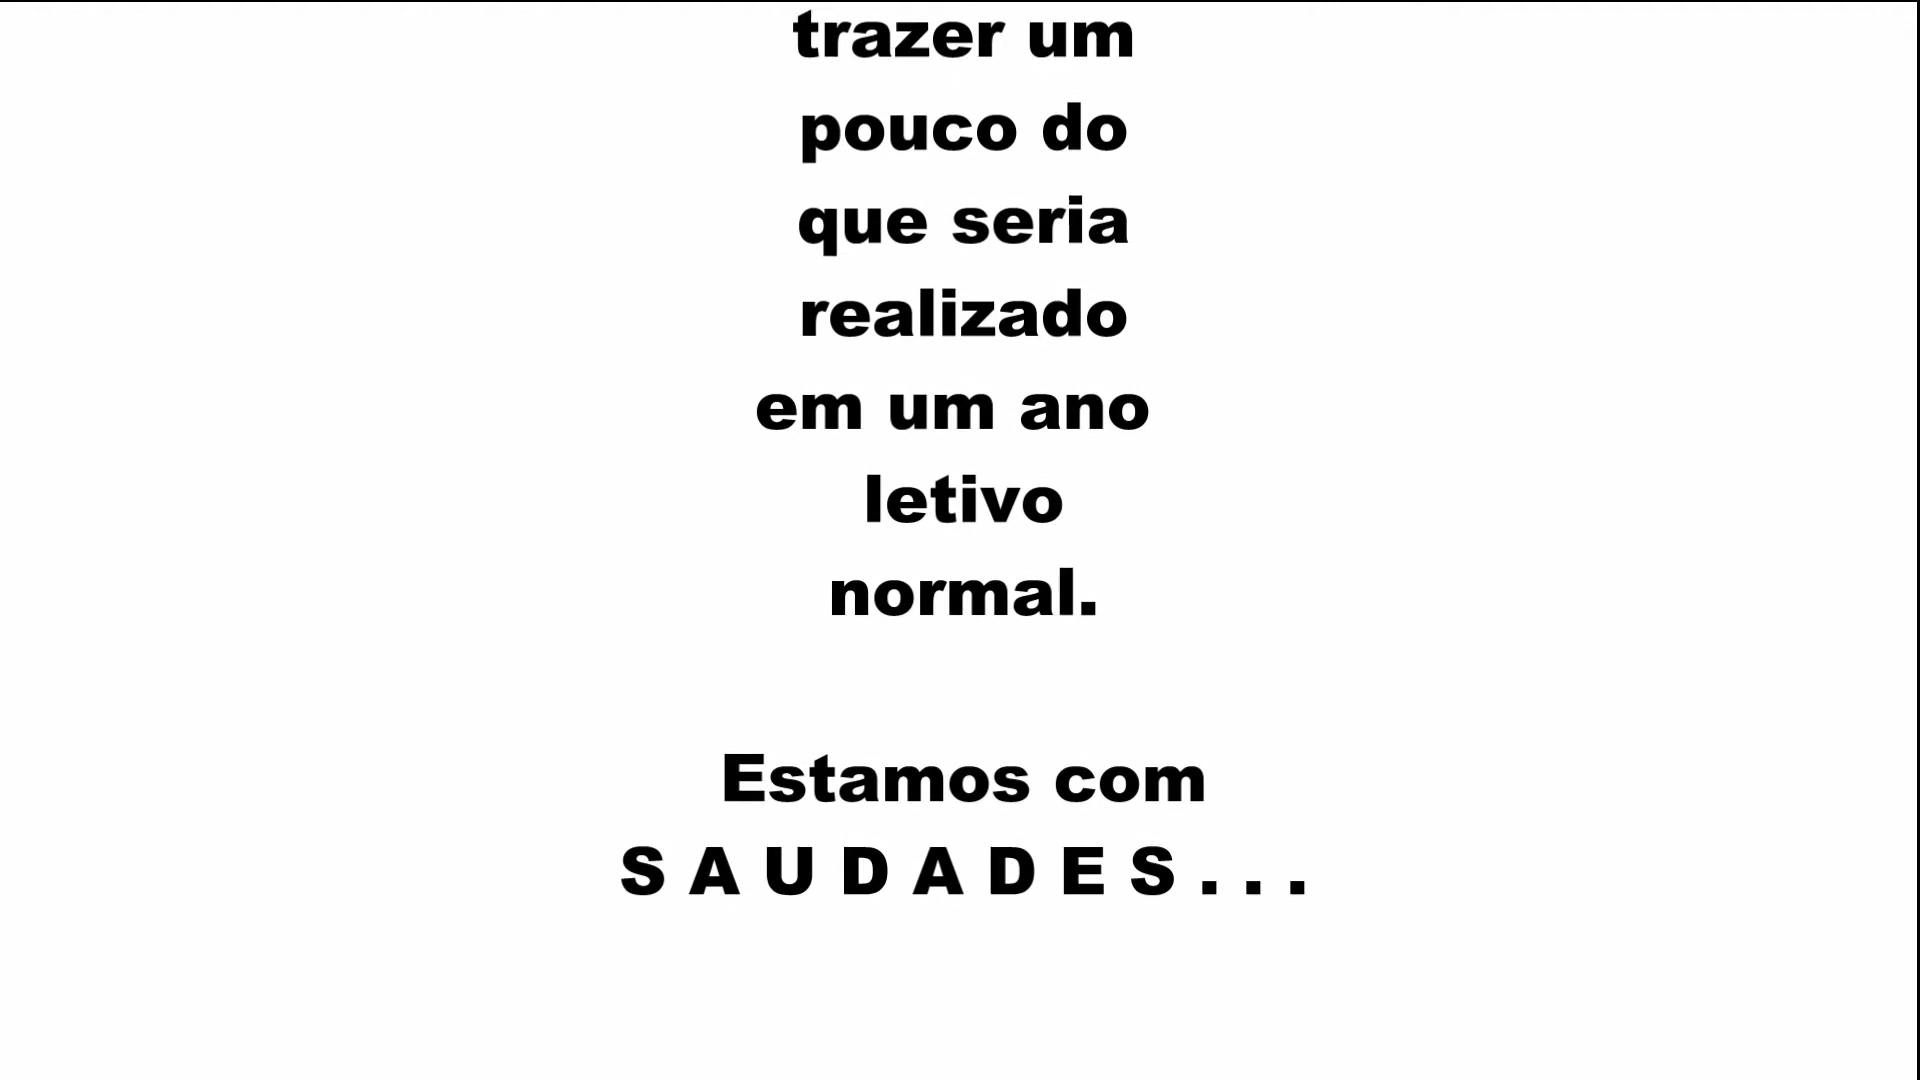 trazer um
pouco do
que seria
realizado
em um ano
letivo
normal.
Estamos com
S A U D A D E S . . .